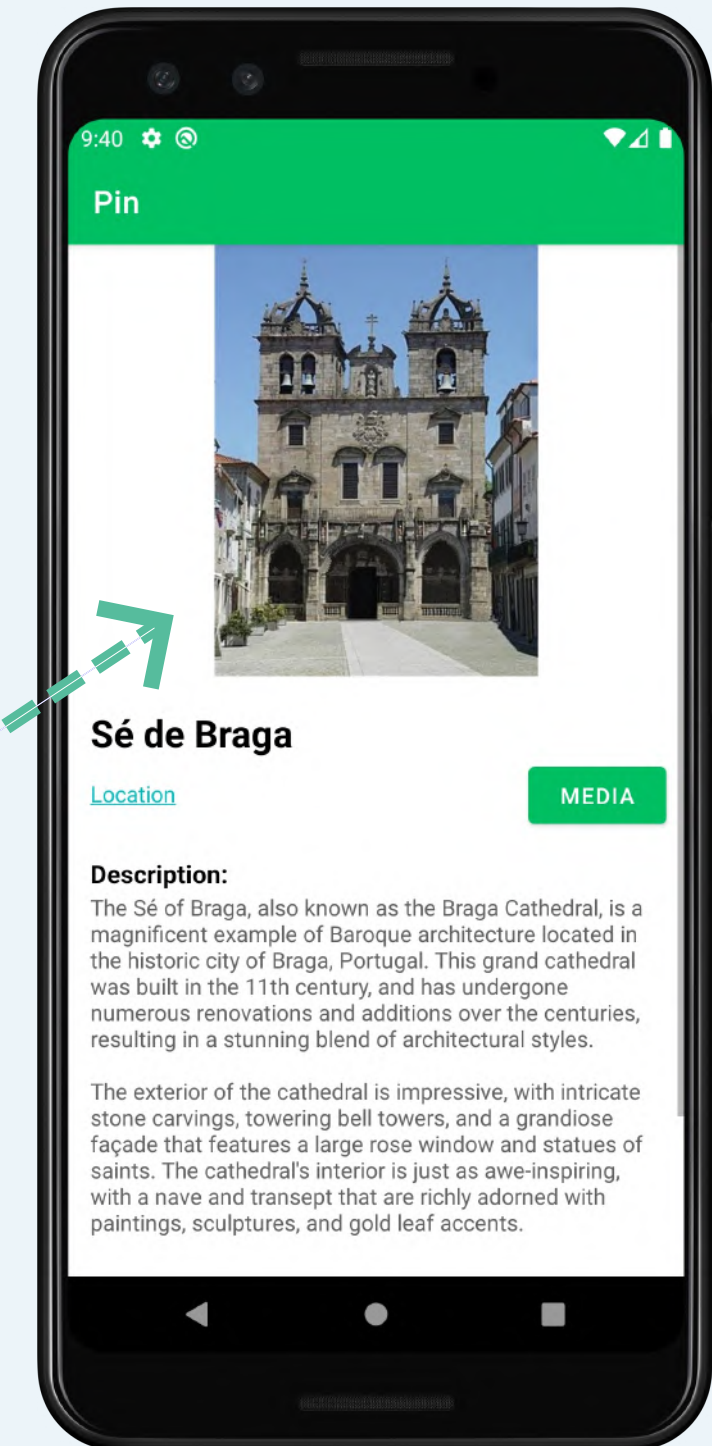 9:40
Pin
Sé de Braga
Location
MEDIA
Description:
The Sé of Braga, also known as the Braga Cathedral, is a
magnificent example of Baroque architecture located in
the historic city of Braga, Portugal. This grand cathedral
was built in the 11th century, and has undergone
numerous renovations and additions over the centuries,
resulting in a stunning blend of architectural styles.
The exterior of the cathedral is impressive, with intricate
stone carvings, towering bell towers, and a grandiose
façade that features a large rose window and statues of
saints. The cathedral's interior is just as awe-inspiring,
with a nave and transept that are richly adorned with
paintings, sculptures, and gold leaf accents.